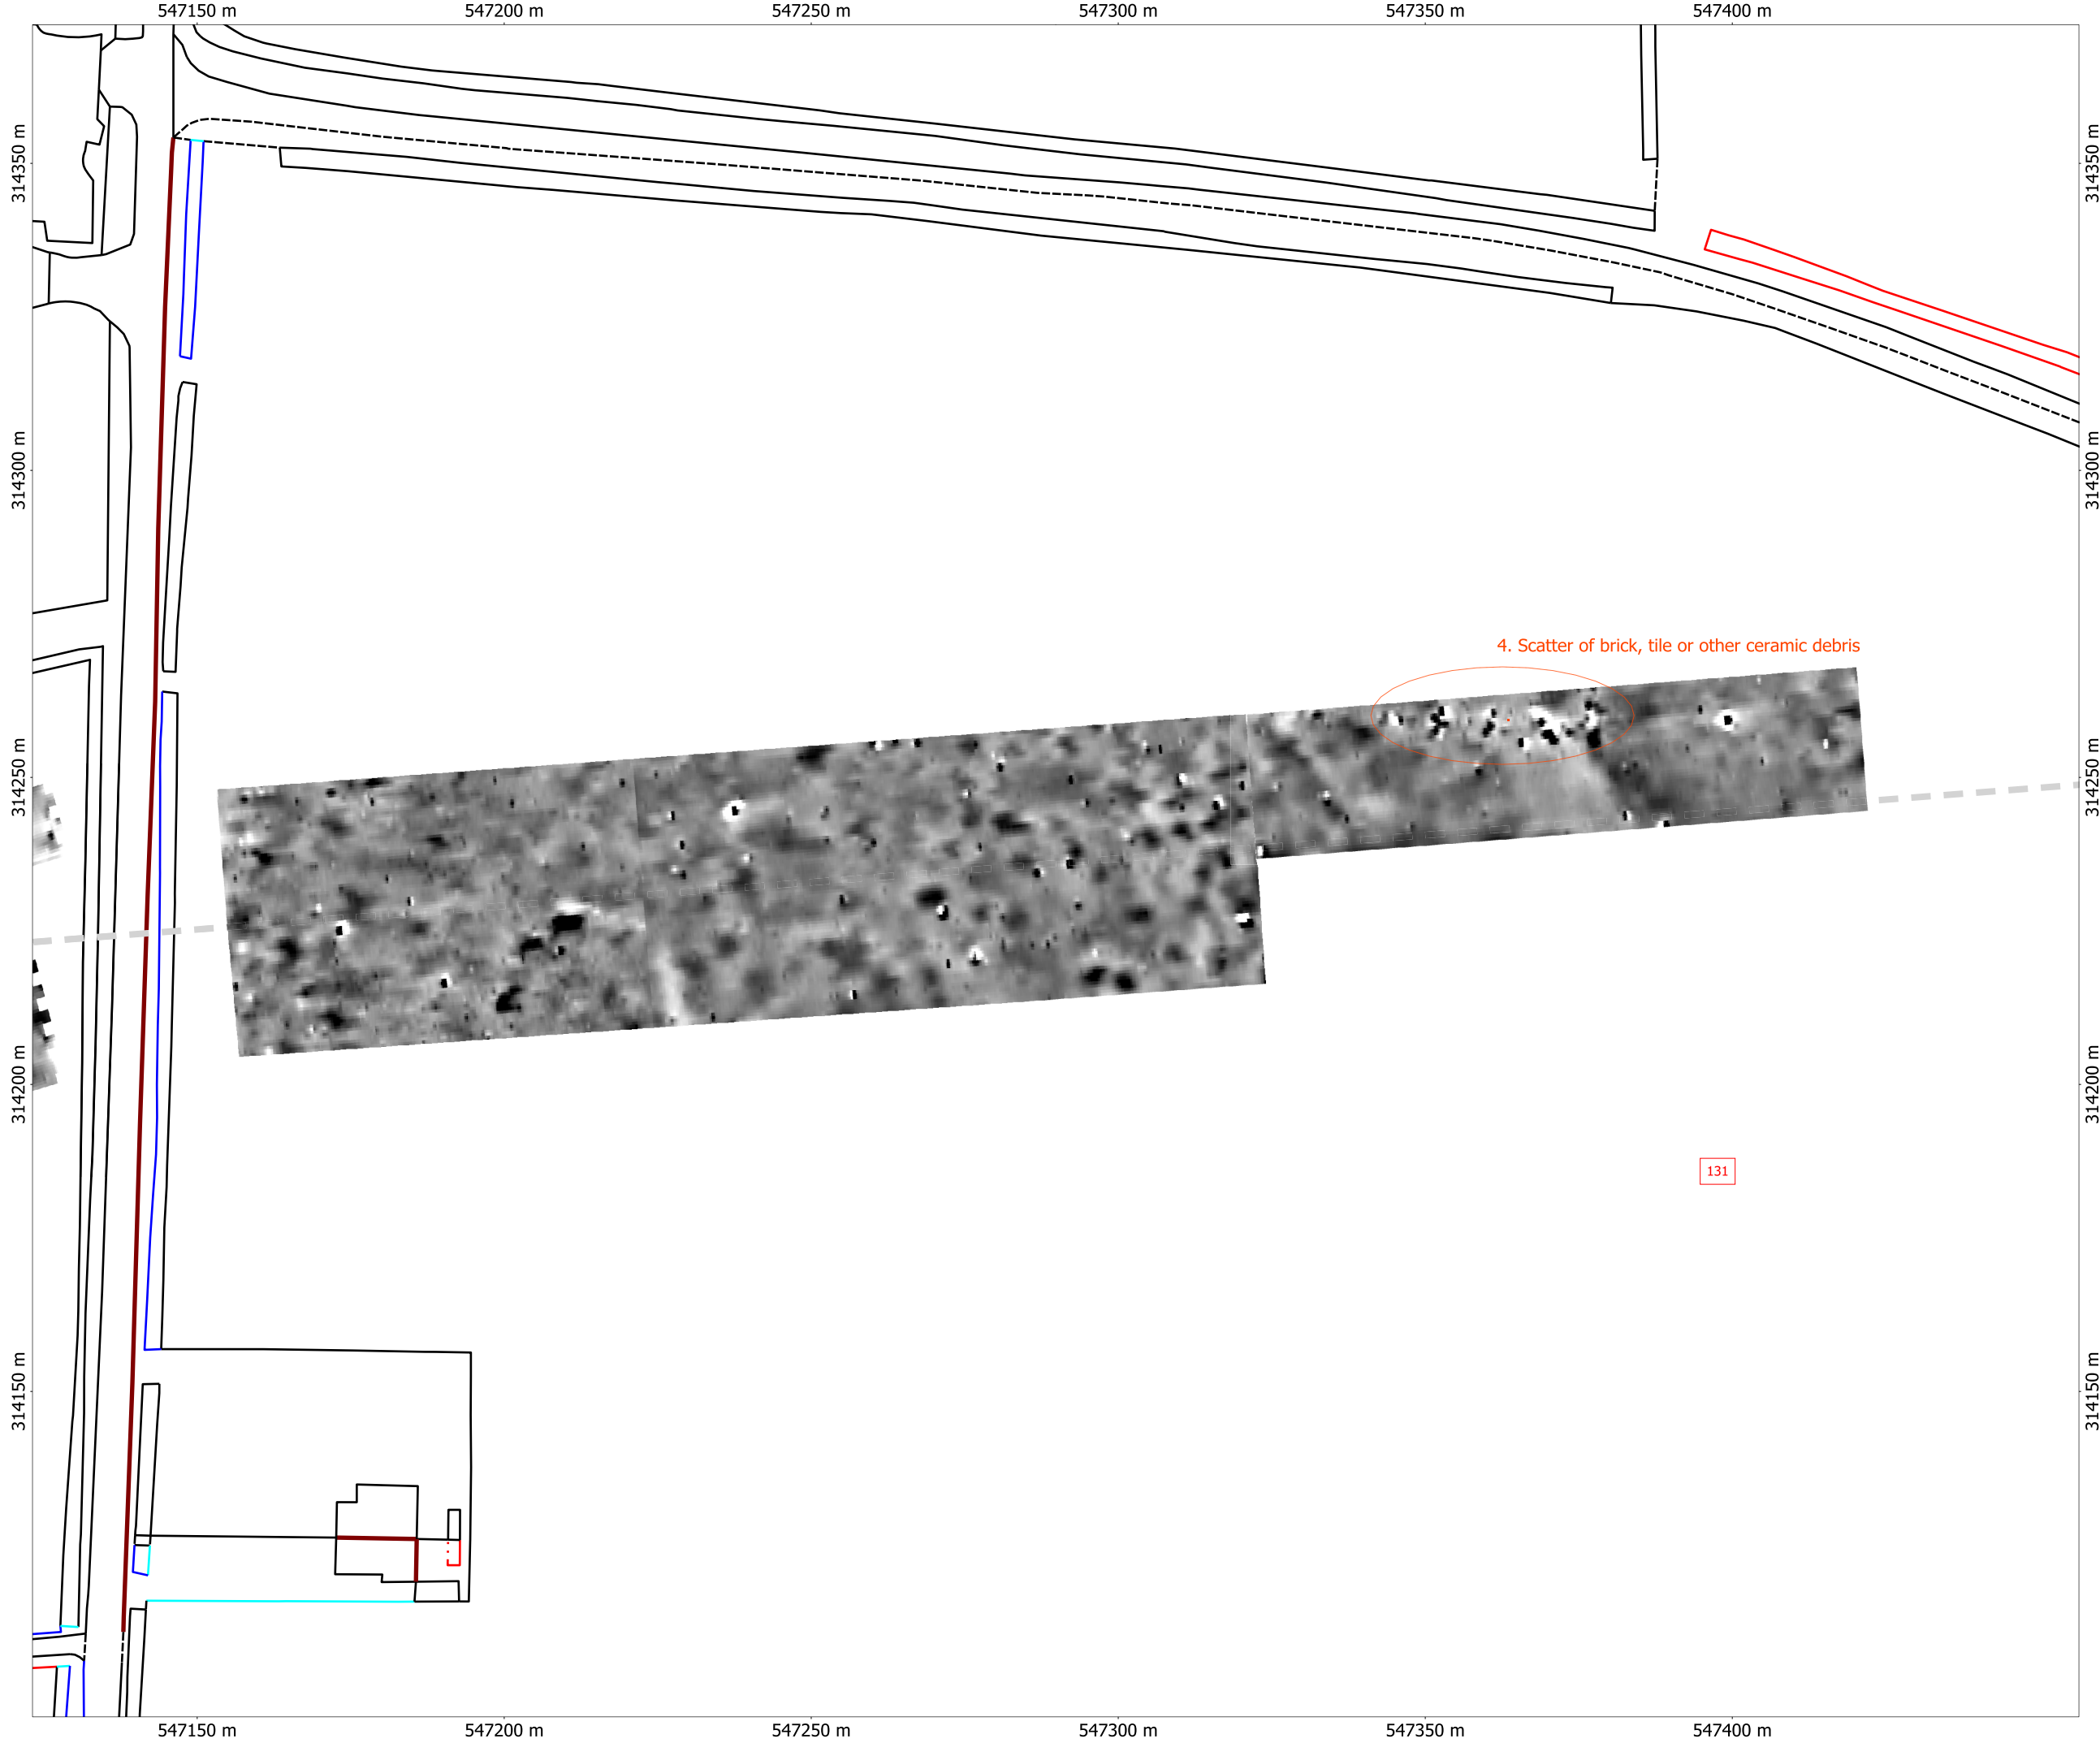 547150 m 547200 m 547250 m 547300 m 547350 m 547400 m
314350 m 314350 m
314300 m 314300 m
4. Scatter of brick, tile or other ceramic debris
314250 m 314250 m
314200 m 314200 m
131
314150 m 314150 m
547150 m 547200 m 547250 m 547300 m 547350 m 547400 m